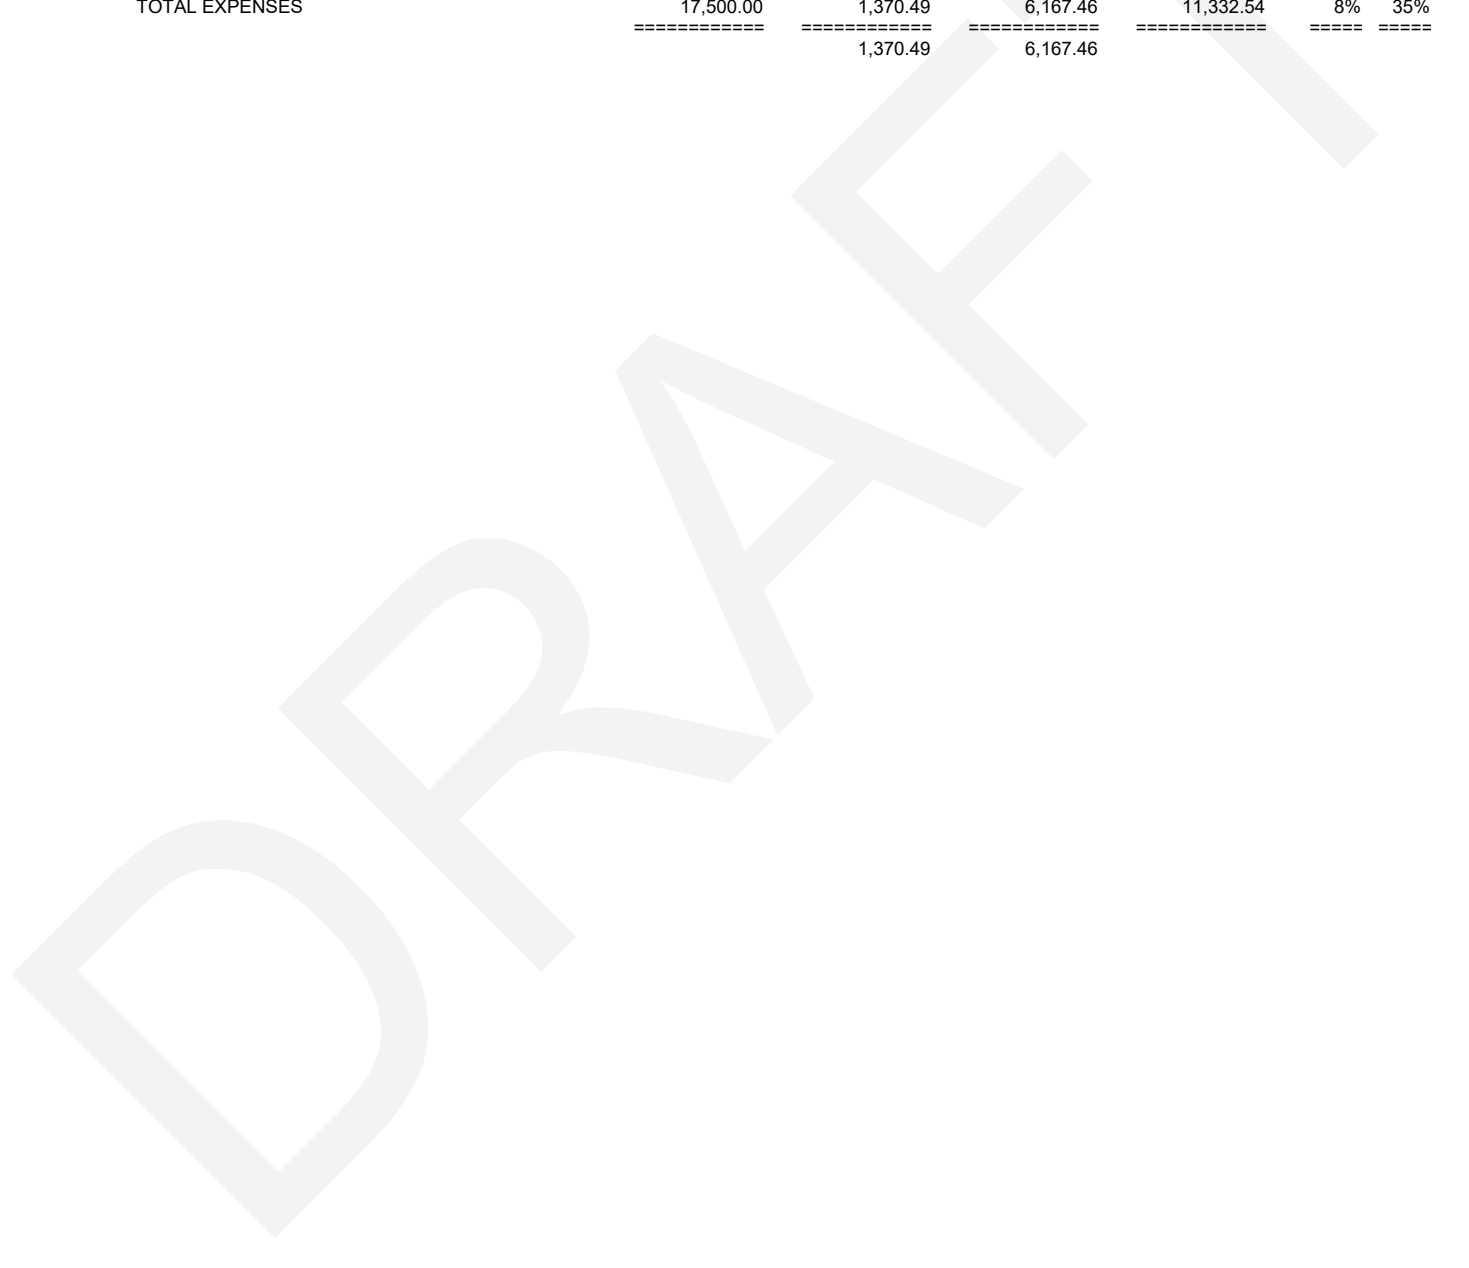 TOTAL EXPENSES 17,500.00 1,370.49 6,167.46 11,332.54 8% 35%
============ ============ ============ ============ ===== =====
1,370.49 6,167.46
DRAFT